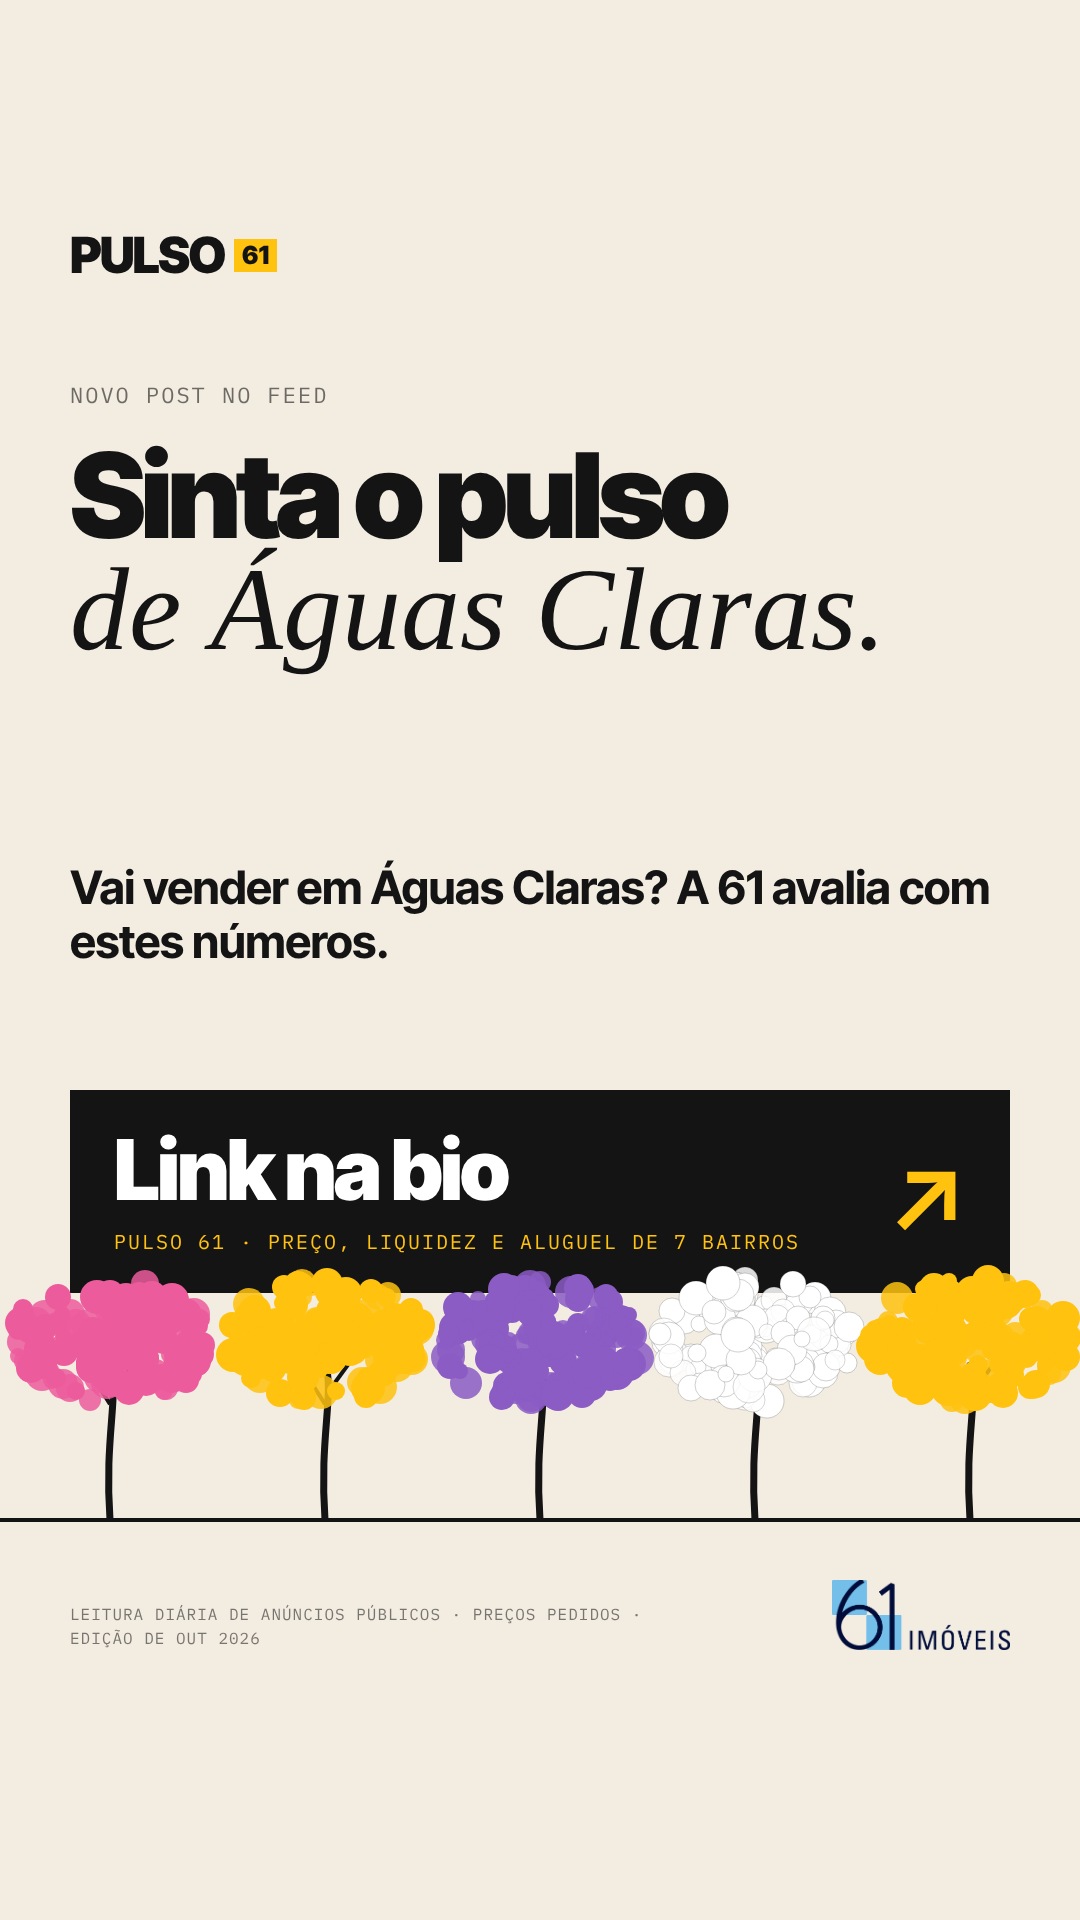 PULSO 61
NOVO POST NO FEED
Sinta o pulso
de Águas Claras.
Vai vender em Águas Claras? A 61 avalia com
estes números.
Link na bio
PULSO 61 · PREÇO, LIQUIDEZ E ALUGUEL DE 7 BAIRROS
LEITURA DIÁRIA DE ANÚNCIOS PÚBLICOS · PREÇOS PEDIDOS ·
EDIÇÃO DE OUT 2026
61 IMÓVEIS